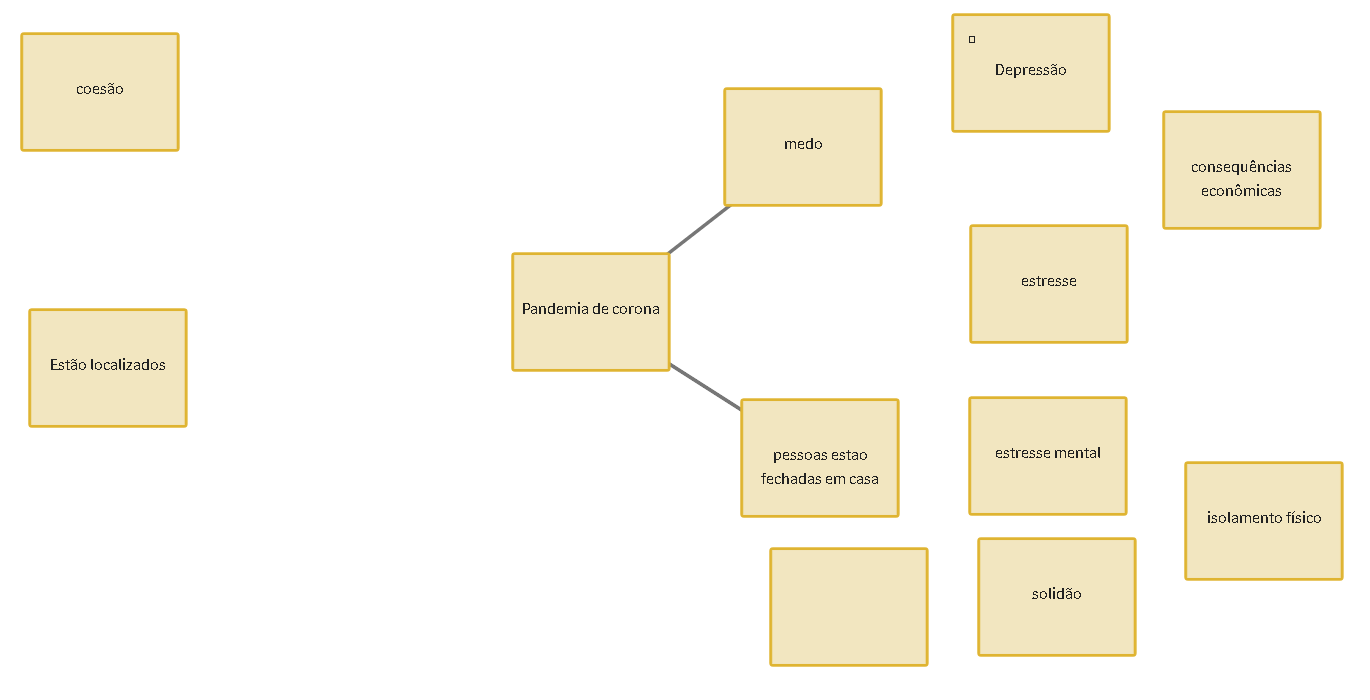 coesão
Estão localizados
Pandemia de corona
medo
pessoas estao
fechadas em casa
Depressão
estresse
estresse mental
solidão
consequências
econômicas
isolamento físico